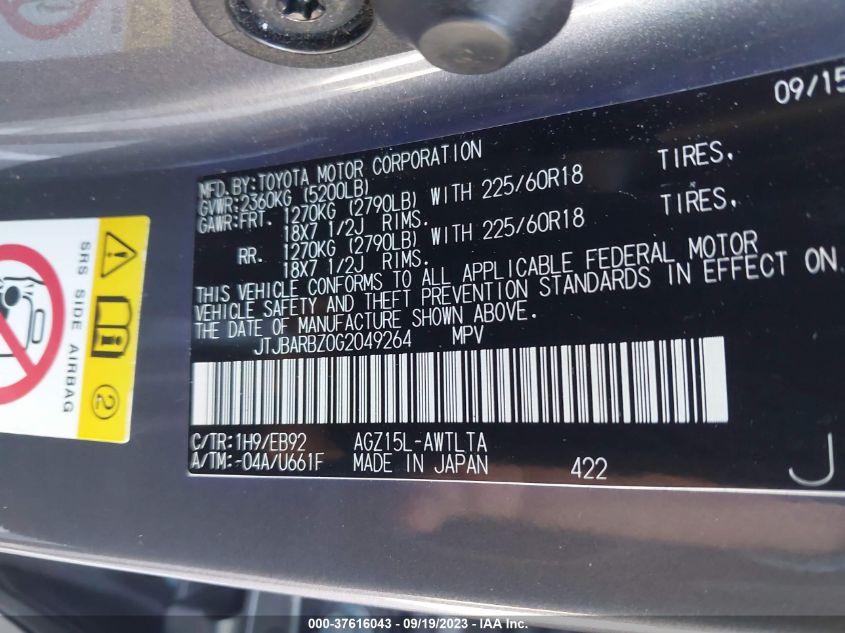 09/15
MFD.BY:TOYOTA MOTOR CORPORATION
GVWR:2360KG (5200LB)
GAWR:FRT. 1270KG (2790LB) WITH 225/60R18 TIRES,
18X7 1/2J RIMS.
RR. 1270KG (2790LB) WITH 225/60R18 TIRES,
18X7 1/2J RIMS.
THIS VEHICLE CONFORMS TO ALL APPLICABLE FEDERAL MOTOR
VEHICLE SAFETY AND THEFT PREVENTION STANDARDS IN EFFECT ON
THE DATE OF MANUFACTURE SHOWN ABOVE.
JTJBARBZ0G2049264 MPV
C/TR:1H9/EB92 AGZ15L-AWTLTA
A/TM:-04A/U661F MADE IN JAPAN 422 J
SRS SIDE AIRBAG
2
000-37616043 - 09/19/2023 - IAA Inc.